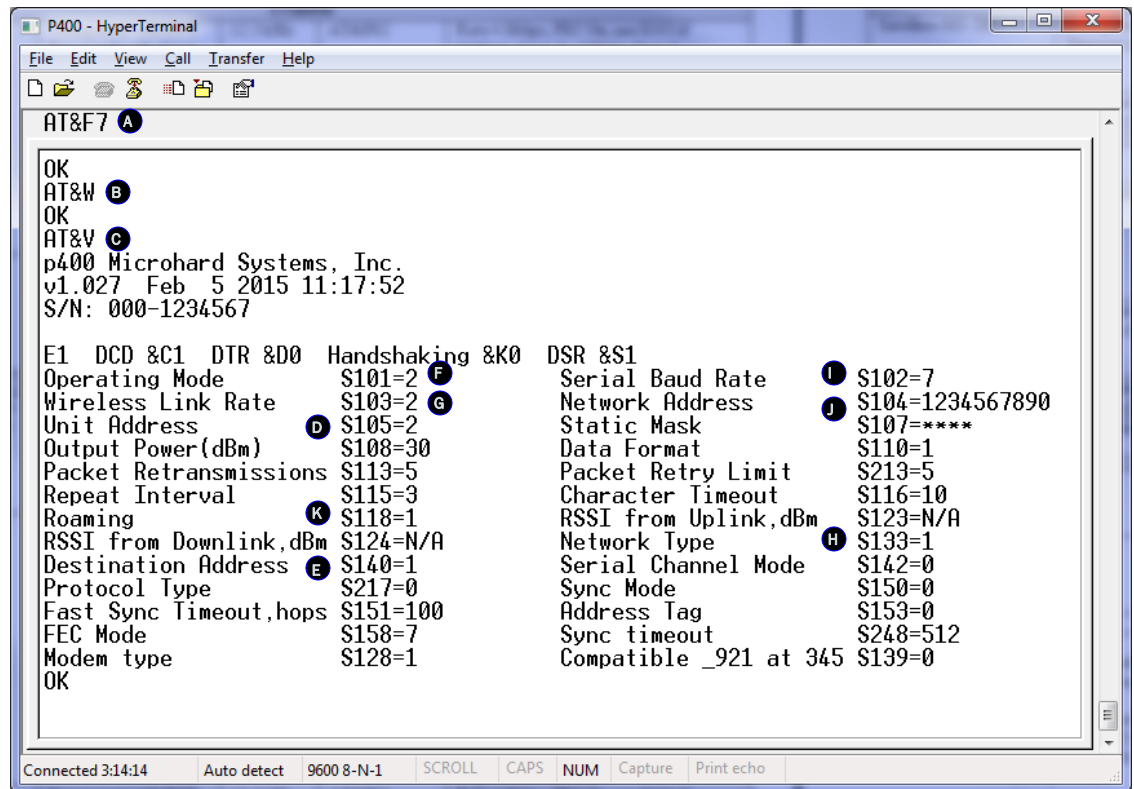 P400 - HyperTerminal
File Edit View Call Transfer Help
AT&F7 A
OK
AT&W B
OK
AT&V C
p400 Microhard Systems, Inc.
v1.027 Feb 5 2015 11:17:52
S/N: 000-1234567
E1 DCD &C1 DTR &D0 Handshaking &K0 DSR &S1
Operating Mode S101=2 F Serial Baud Rate I S102=7
Wireless Link Rate S103=2 G Network Address S104=1234567890
Unit Address D S105=2 Static Mask J S107=****
Output Power(dBm) S108=30 Data Format S110=1
Packet Retransmissions S113=5 Packet Retry Limit S213=5
Repeat Interval S115=3 Character Timeout S116=10
Roaming K S118=1 RSSI from Uplink,dBm S123=N/A
RSSI from Downlink,dBm S124=N/A Network Type H S133=1
Destination Address E S140=1 Serial Channel Mode S142=0
Protocol Type S217=0 Sync Mode S150=0
Fast Sync Timeout,hops S151=100 Address Tag S153=0
FEC Mode S158=7 Sync timeout S248=512
Modem type S128=1 Compatible _921 at 345 S139=0
OK
Connected 3:14:14 Auto detect 9600 8-N-1 SCROLL CAPS NUM Capture Print echo